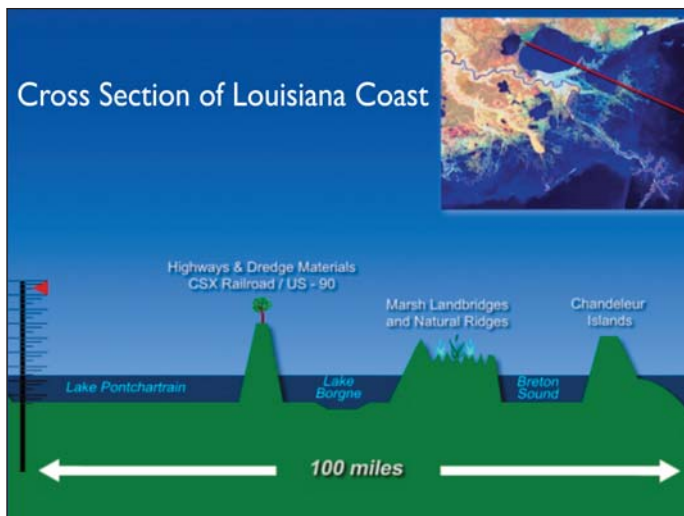 Cross Section of Louisiana Coast
Highways & Dredge Materials
CSX Railroad / US - 90
Marsh Landbridges
and Natural Ridges
Chandeleur
Islands
Lake Pontchartrain
Lake
Borgne
Breton
Sound
100 miles